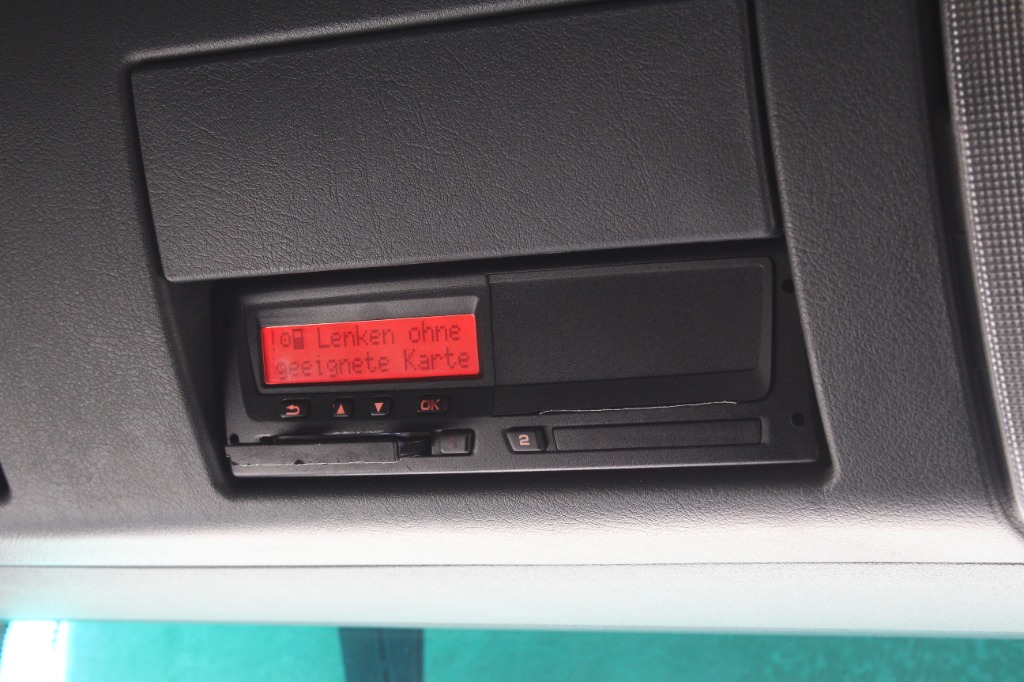 ! Lenken ohne
geeignete Karte
OK
2